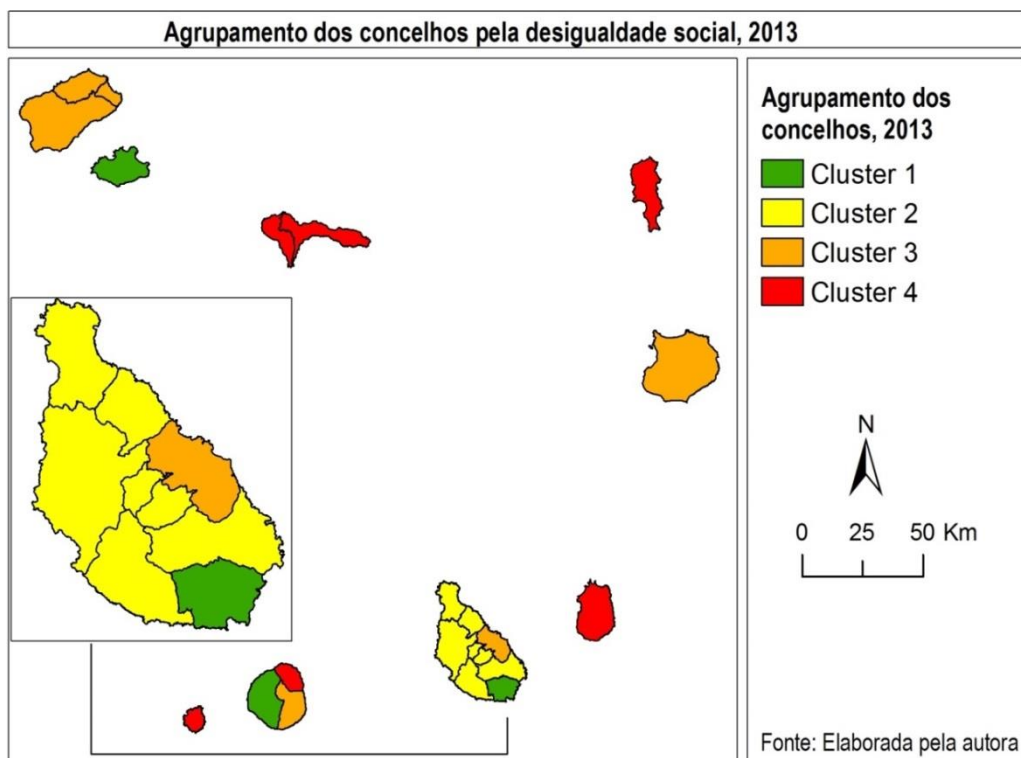 Agrupamento dos concelhos pela desigualdade social, 2013
Agrupamento dos
concelhos, 2013
Cluster 1
Cluster 2
Cluster 3
Cluster 4
N
0 25 50 Km
Fonte: Elaborada pela autora